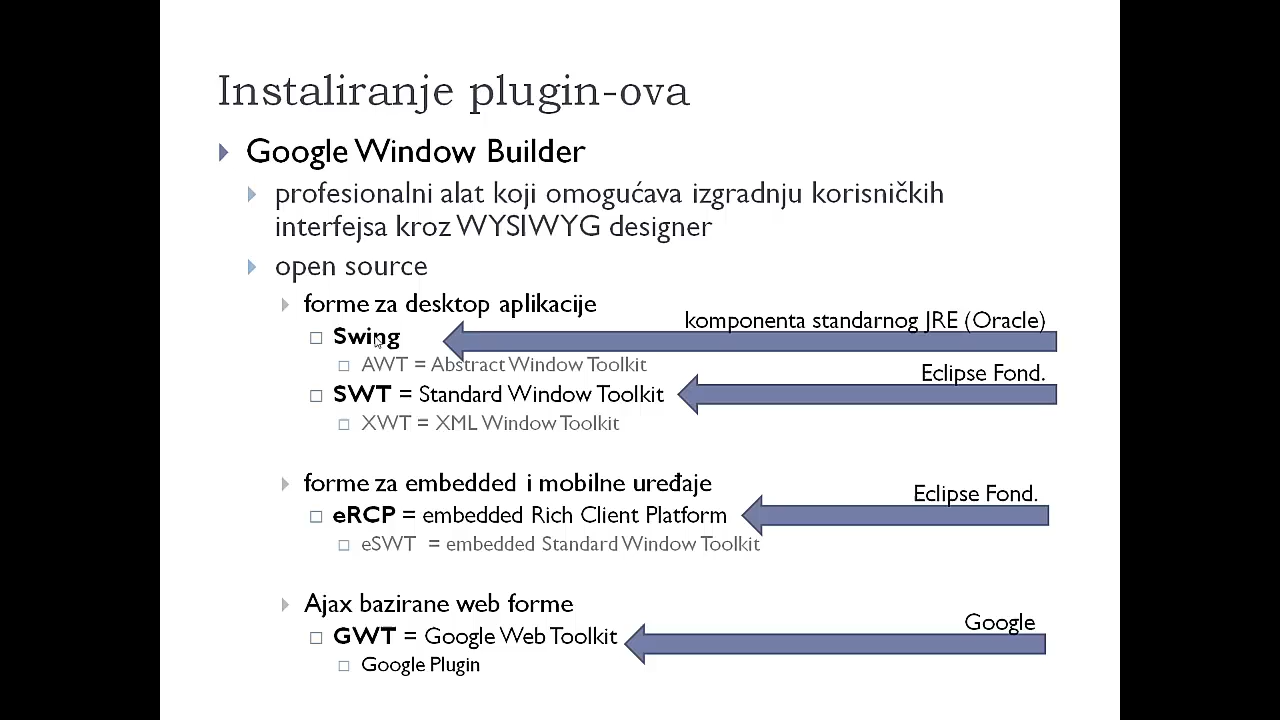 Instaliranje plugin-ova
Google Window Builder
profesionalni alat koji omogućava izgradnju korisničkih
interfejsa kroz WYSIWYG designer
open source
forme za desktop aplikacije
komponenta standarnog JRE (Oracle)
Swing
AWT = Abstract Window Toolkit
Eclipse Fond.
SWT = Standard Window Toolkit
XWT = XML Window Toolkit
forme za embedded i mobilne uređaje
Eclipse Fond.
eRCP = embedded Rich Client Platform
eSWT = embedded Standard Window Toolkit
Ajax bazirane web forme
Google
GWT = Google Web Toolkit
Google Plugin